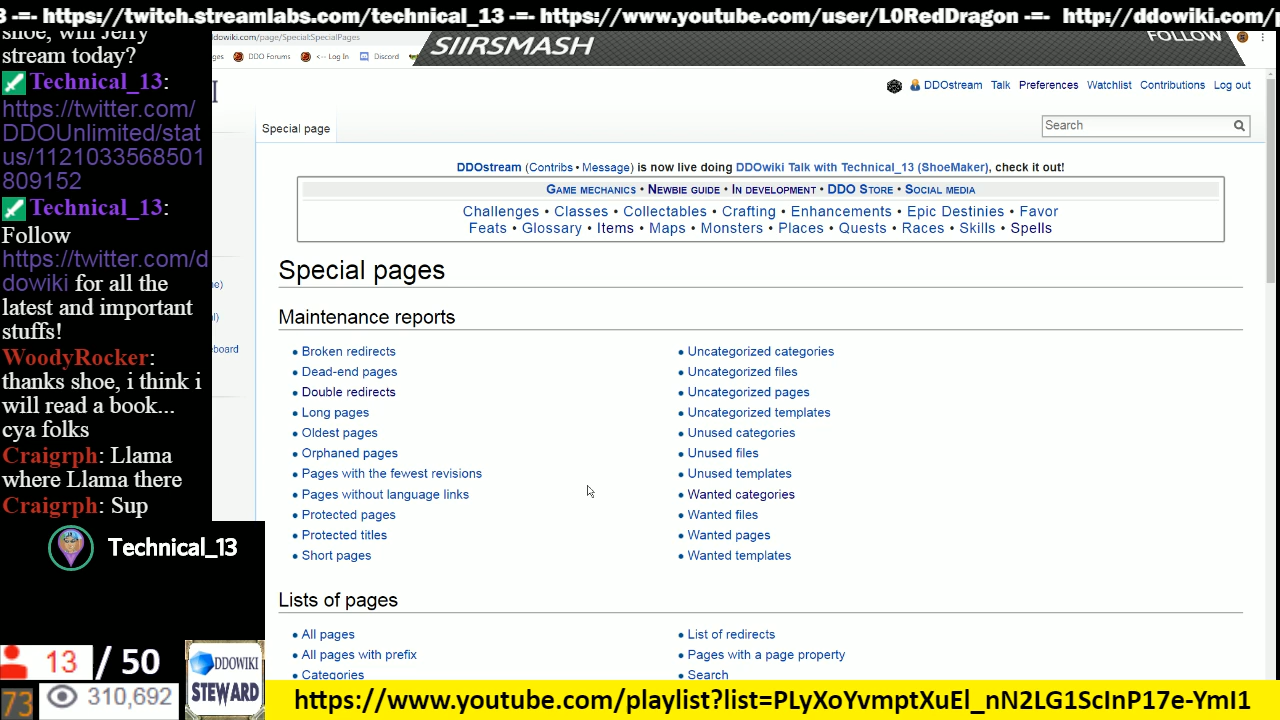 3 -=- https://twitch.streamlabs.com/technical_13 -=- https://www.youtube.com/user/L0RedDragon -=- http://ddowiki.com/p
shoe, will Jerry
stream today?
Technical_13:
https://twitter.com/
DDOUnlimited/stat
us/1121033568501
809152
Technical_13:
Follow
https://twitter.com/d
dowiki for all the
latest and important
stuffs!
WoodyRocker:
thanks shoe, i think i
will read a book...
cya folks
Craigrph: Llama
where Llama there
Craigrph: Sup
Technical_13
13 / 50
73 310,692
DDOWIKI
STEWARD
ddowiki.com/page/Special:SpecialPages
ges DDO Forums <-- Log In Discord
SIIRSMASH
FOLLOW
DDOstream Talk Preferences Watchlist Contributions Log out
Special page
Search
DDOstream (Contribs • Message) is now live doing DDOwiki Talk with Technical_13 (ShoeMaker), check it out!
Game mechanics • Newbie guide • In development • DDO Store • Social media
Challenges • Classes • Collectables • Crafting • Enhancements • Epic Destinies • Favor
Feats • Glossary • Items • Maps • Monsters • Places • Quests • Races • Skills • Spells
Special pages
Maintenance reports
Broken redirects
Dead-end pages
Double redirects
Long pages
Oldest pages
Orphaned pages
Pages with the fewest revisions
Pages without language links
Protected pages
Protected titles
Short pages
Uncategorized categories
Uncategorized files
Uncategorized pages
Uncategorized templates
Unused categories
Unused files
Unused templates
Wanted categories
Wanted files
Wanted pages
Wanted templates
Lists of pages
All pages
All pages with prefix
Categories
List of redirects
Pages with a page property
Search
https://www.youtube.com/playlist?list=PLyXoYvmptXuEl_nN2LG1ScInP17e-YmI1